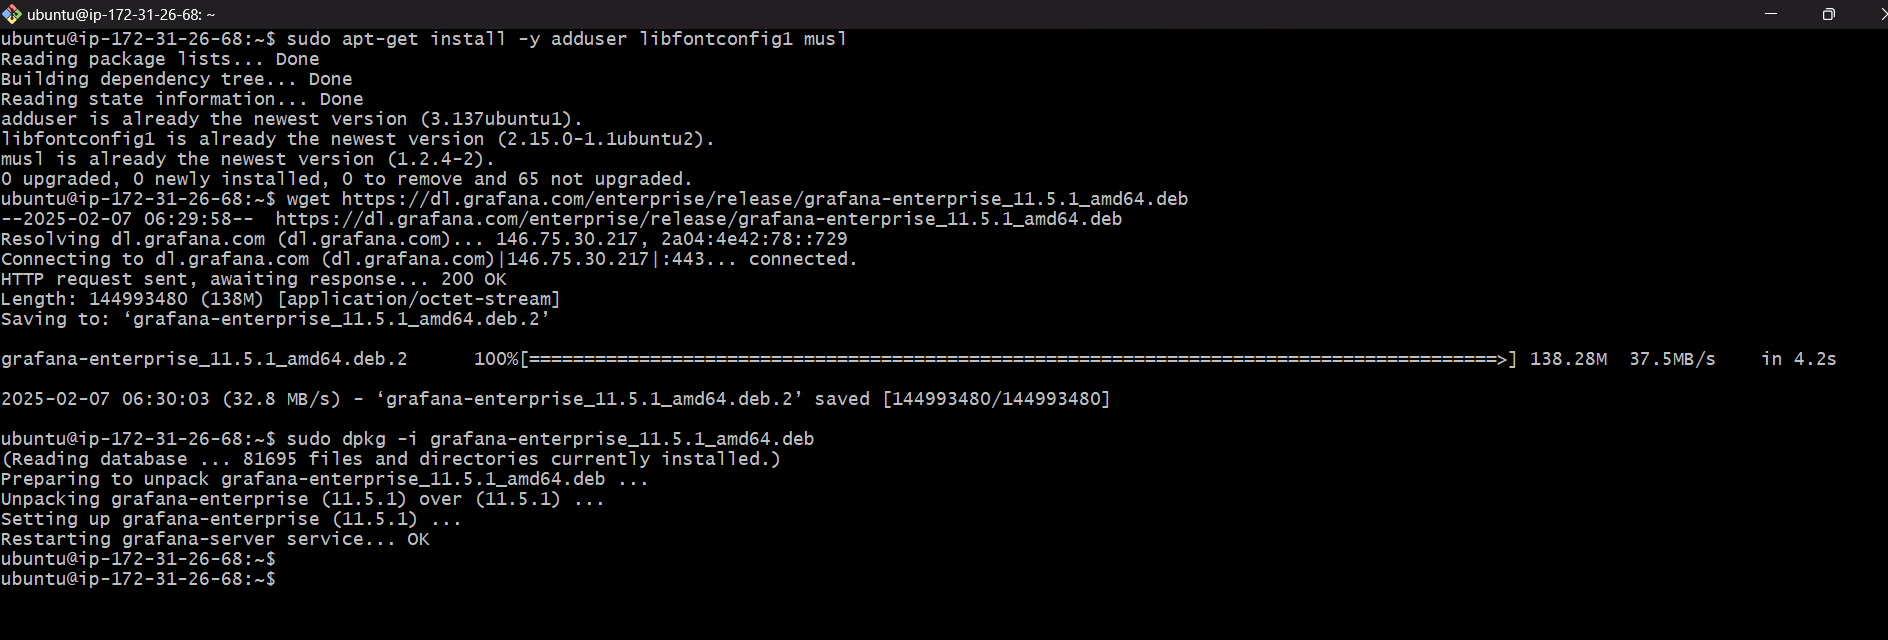 ubuntu@ip-172-31-26-68: ~
ubuntu@ip-172-31-26-68:~$ sudo apt-get install -y adduser libfontconfig1 musl
Reading package lists... Done
Building dependency tree... Done
Reading state information... Done
adduser is already the newest version (3.137ubuntu1).
libfontconfig1 is already the newest version (2.15.0-1.1ubuntu2).
musl is already the newest version (1.2.4-2).
0 upgraded, 0 newly installed, 0 to remove and 65 not upgraded.
ubuntu@ip-172-31-26-68:~$ wget https://dl.grafana.com/enterprise/release/grafana-enterprise_11.5.1_amd64.deb
--2025-02-07 06:29:58--  https://dl.grafana.com/enterprise/release/grafana-enterprise_11.5.1_amd64.deb
Resolving dl.grafana.com (dl.grafana.com)... 146.75.30.217, 2a04:4e42:78::729
Connecting to dl.grafana.com (dl.grafana.com)|146.75.30.217|:443... connected.
HTTP request sent, awaiting response... 200 OK
Length: 144993480 (138M) [application/octet-stream]
Saving to: ‘grafana-enterprise_11.5.1_amd64.deb.2’
grafana-enterprise_11.5.1_amd64.deb.2      100%[========================================================================================>] 138.28M  37.5MB/s    in 4.2s
2025-02-07 06:30:03 (32.8 MB/s) - ‘grafana-enterprise_11.5.1_amd64.deb.2’ saved [144993480/144993480]
ubuntu@ip-172-31-26-68:~$ sudo dpkg -i grafana-enterprise_11.5.1_amd64.deb
(Reading database ... 81695 files and directories currently installed.)
Preparing to unpack grafana-enterprise_11.5.1_amd64.deb ...
Unpacking grafana-enterprise (11.5.1) over (11.5.1) ...
Setting up grafana-enterprise (11.5.1) ...
Restarting grafana-server service... OK
ubuntu@ip-172-31-26-68:~$
ubuntu@ip-172-31-26-68:~$